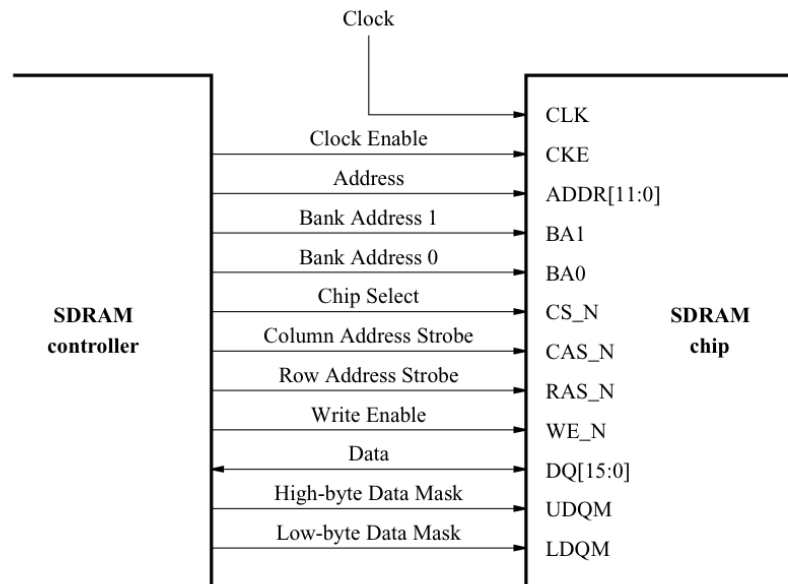 Clock
CLK
Clock Enable
CKE
Address
ADDR[11:0]
Bank Address 1
BA1
Bank Address 0
BA0
Chip Select
CS_N
SDRAM
controller
SDRAM
chip
Column Address Strobe
CAS_N
Row Address Strobe
RAS_N
Write Enable
WE_N
Data
DQ[15:0]
High-byte Data Mask
UDQM
Low-byte Data Mask
LDQM